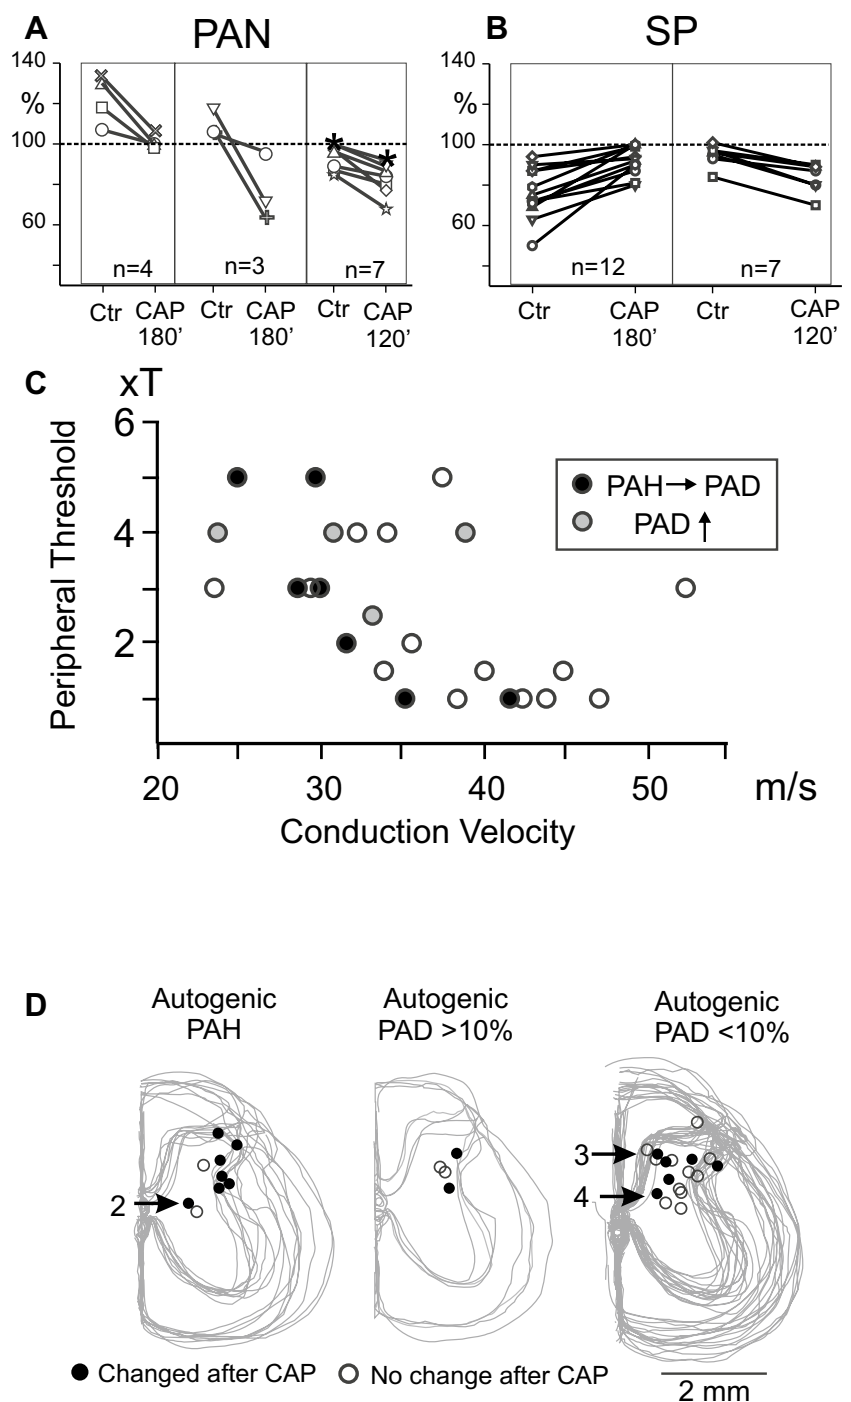 A PAN
B SP
140
%
100
60
n=4 n=3 n=7
Ctr CAP 180’ Ctr CAP 180’ Ctr CAP 120’
140
%
100
60
n=12 n=7
Ctr CAP 180’ Ctr CAP 120’
C xT
Peripheral Threshold
6
4
2
PAH → PAD
PAD ↑
20 30 40 50 m/s
Conduction Velocity
D
Autogenic
PAH
Autogenic
PAD >10%
Autogenic
PAD <10%
2
3
4
Changed after CAP
No change after CAP
2 mm